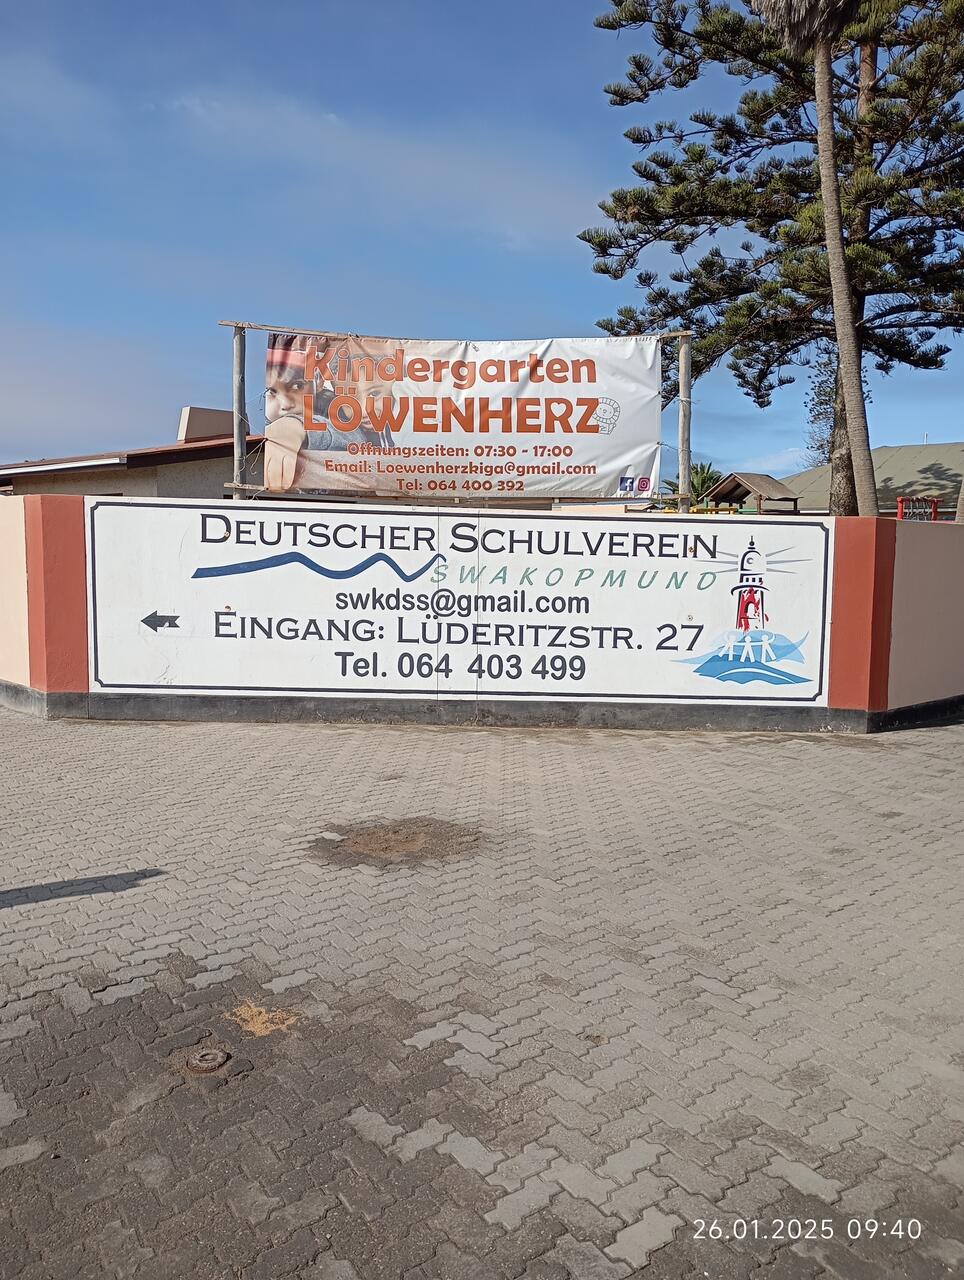 Kindergarten
LÖWENHERZ
Öffnungszeiten: 07:30 - 17:00
Email: Loewenherzkiga@gmail.com
Tel: 064 400 392
DEUTSCHER SCHULVEREIN
SWAKOPMUND
swkdss@gmail.com
EINGANG: LÜDERITZSTR. 27
Tel. 064 403 499
26.01.2025 09:40